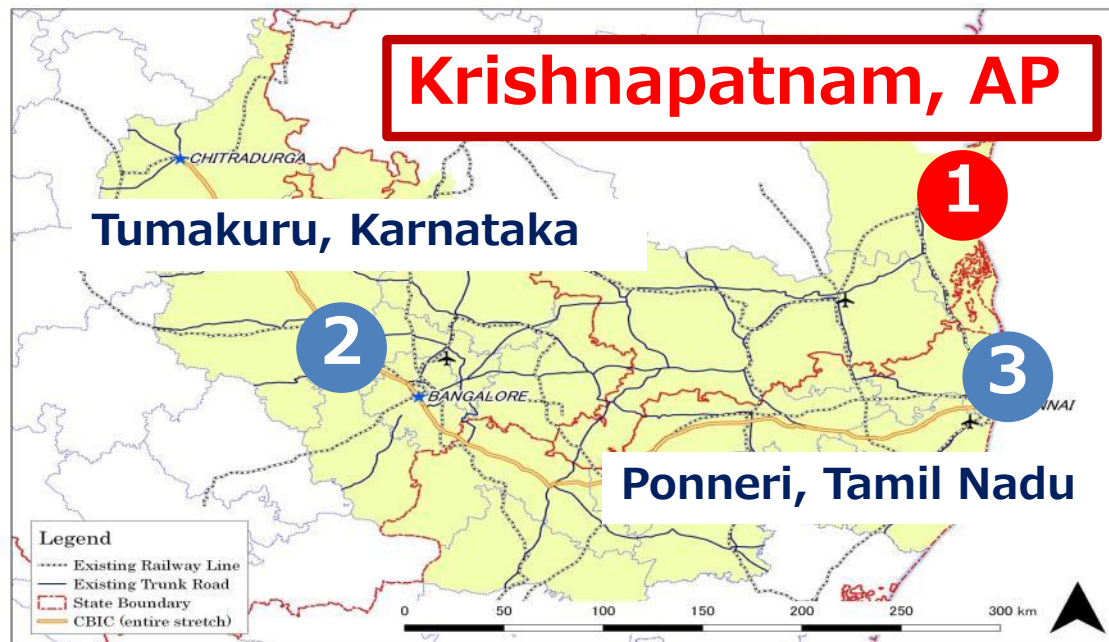 Krishnapatnam, AP
CHITRADURGA
1
Tumakuru, Karnataka
2
3
BANGALORE
NNAI
Ponneri, Tamil Nadu
Legend
Existing Railway Line
Existing Trunk Road
State Boundary
CBIC (entire stretch)
0 50 100 150 200 250 300 km